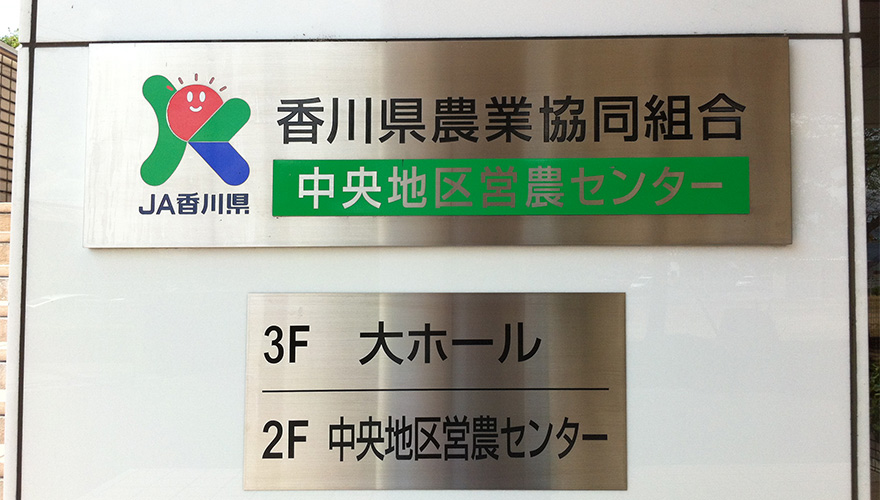 香川県農業協同組合
中央地区営農センター
JA香川県
3F 大ホール
2F 中央地区営農センター